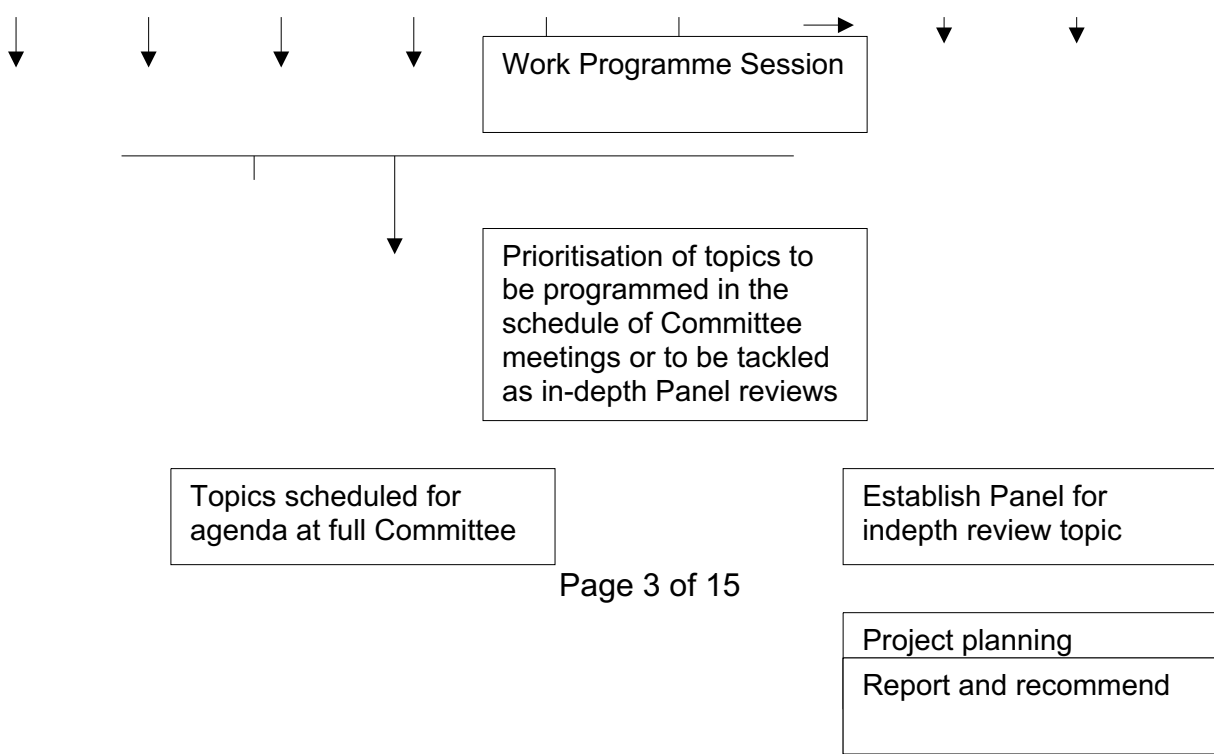 Work Programme Session
Prioritisation of topics to
be programmed in the
schedule of Committee
meetings or to be tackled
as in-depth Panel reviews
Topics scheduled for
agenda at full Committee
Establish Panel for
indepth review topic
Page 3 of 15
Project planning
Report and recommend